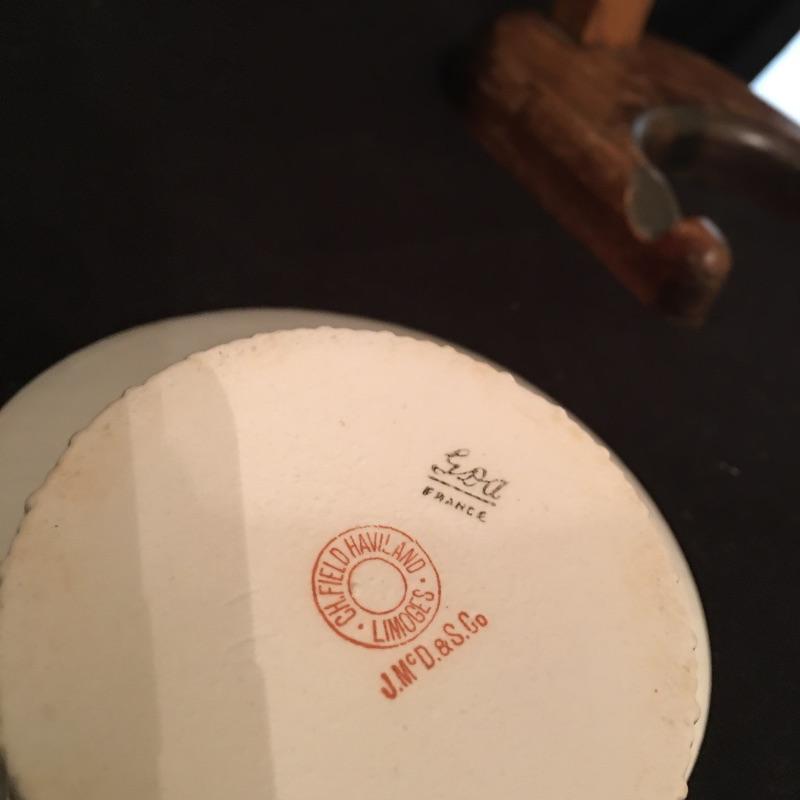 GDA
FRANCE
CH. FIELD HAVILAND
LIMOGES
J. McD. & S. Co